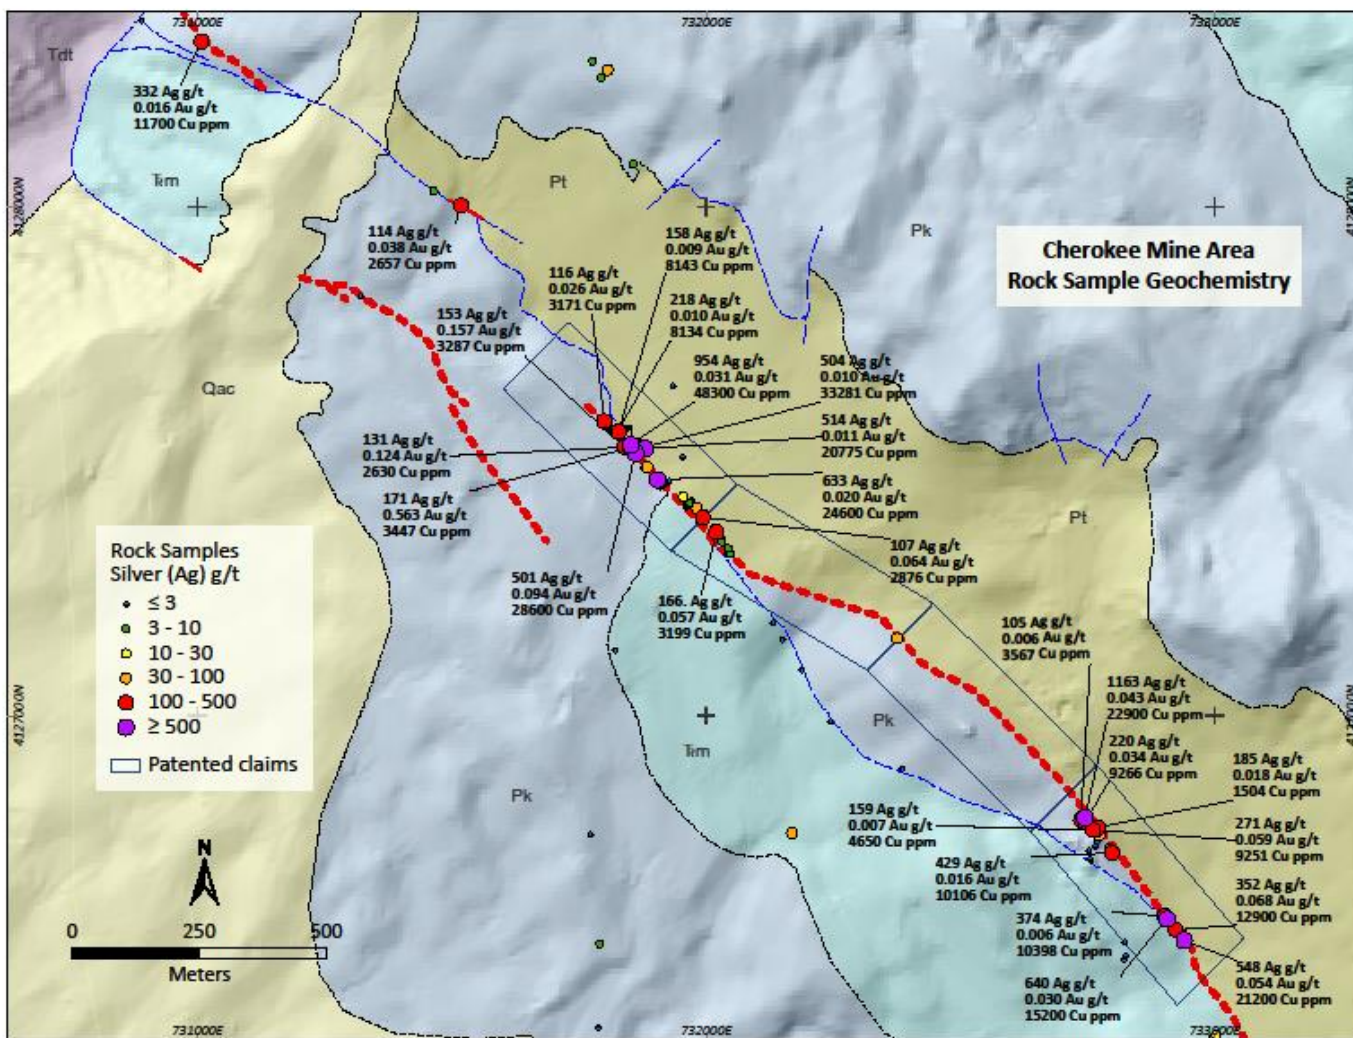 731000E
732000E
733000E
Tdt
332 Ag g/t
0.016 Au g/t
11700 Cu ppm
Pt
4128000N
Pk
114 Ag g/t
0.038 Au g/t
2657 Cu ppm
158 Ag g/t
0.009 Au g/t
8143 Cu ppm
Cherokee Mine Area
Rock Sample Geochemistry
116 Ag g/t
0.026 Au g/t
3171 Cu ppm
218 Ag g/t
0.010 Au g/t
8134 Cu ppm
153 Ag g/t
0.157 Au g/t
3287 Cu ppm
954 Ag g/t
0.031 Au g/t
48300 Cu ppm
504 Ag g/t
0.010 Au g/t
33281 Cu ppm
Qac
514 Ag g/t
0.011 Au g/t
20775 Cu ppm
131 Ag g/t
0.124 Au g/t
2630 Cu ppm
633 Ag g/t
0.020 Au g/t
24600 Cu ppm
171 Ag g/t
0.563 Au g/t
3447 Cu ppm
Pt
107 Ag g/t
0.064 Au g/t
2876 Cu ppm
501 Ag g/t
0.094 Au g/t
28600 Cu ppm
166. Ag g/t
0.057 Au g/t
3199 Cu ppm
Rock Samples
Silver (Ag) g/t
≤ 3
3 - 10
10 - 30
30 - 100
100 - 500
≥ 500
Patented claims
105 Ag g/t
0.006 Au g/t
3567 Cu ppm
1163 Ag g/t
0.043 Au g/t
22900 Cu ppm
Pk
220 Ag g/t
0.034 Au g/t
9266 Cu ppm
185 Ag g/t
0.018 Au g/t
1504 Cu ppm
Pk
159 Ag g/t
0.007 Au g/t
4650 Cu ppm
271 Ag g/t
0.059 Au g/t
9251 Cu ppm
429 Ag g/t
0.016 Au g/t
10106 Cu ppm
352 Ag g/t
0.068 Au g/t
12900 Cu ppm
374 Ag g/t
0.006 Au g/t
10398 Cu ppm
548 Ag g/t
0.054 Au g/t
21200 Cu ppm
640 Ag g/t
0.030 Au g/t
15200 Cu ppm
N
0 250 500
Meters
731000E
732000E
733000E